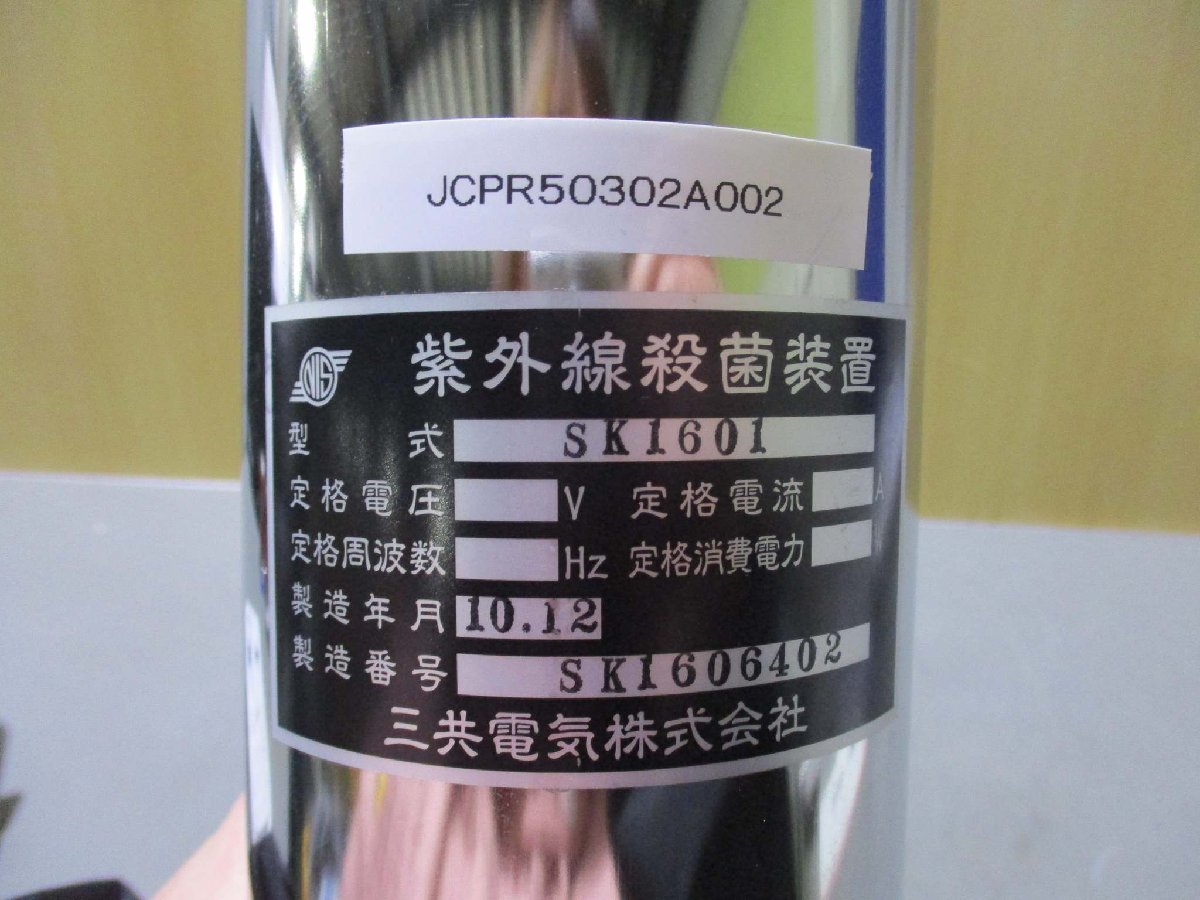 JCPR50302A002
NIS 紫外線殺菌装置
型式 SK1601
定格電圧 V 定格電流 A
定格周波数 Hz 定格消費電力
製造年月 10.12
製造番号 SK1606402
三共電気株式会社